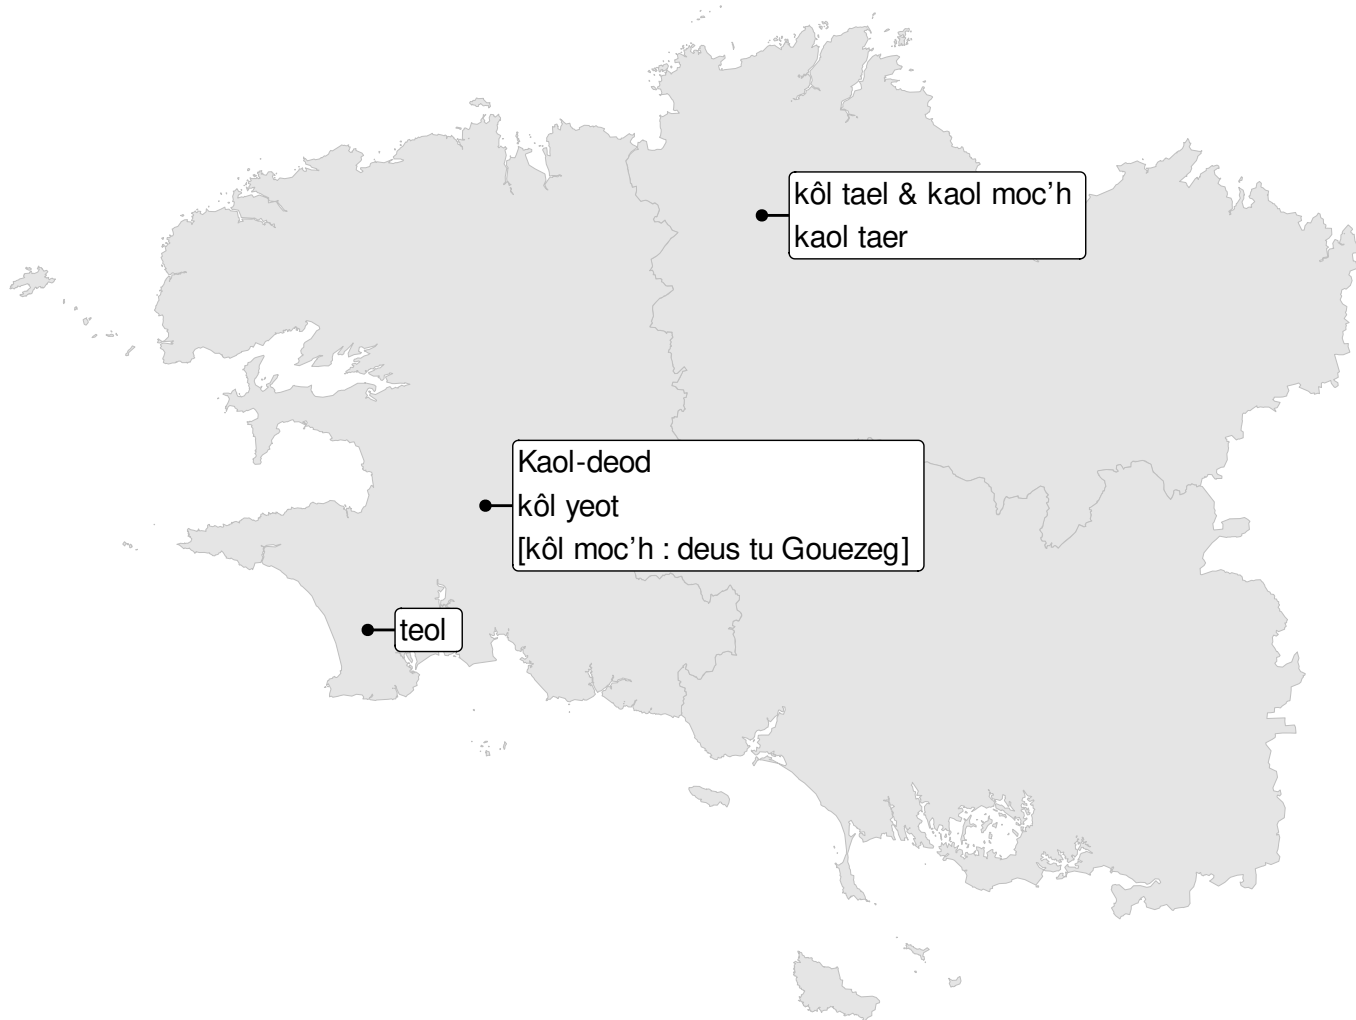 kôl tael & kaol moc'h
kaol taer
Kaol-deod
kôl yeot
[kôl moc'h : deus tu Gouezeg]
teol